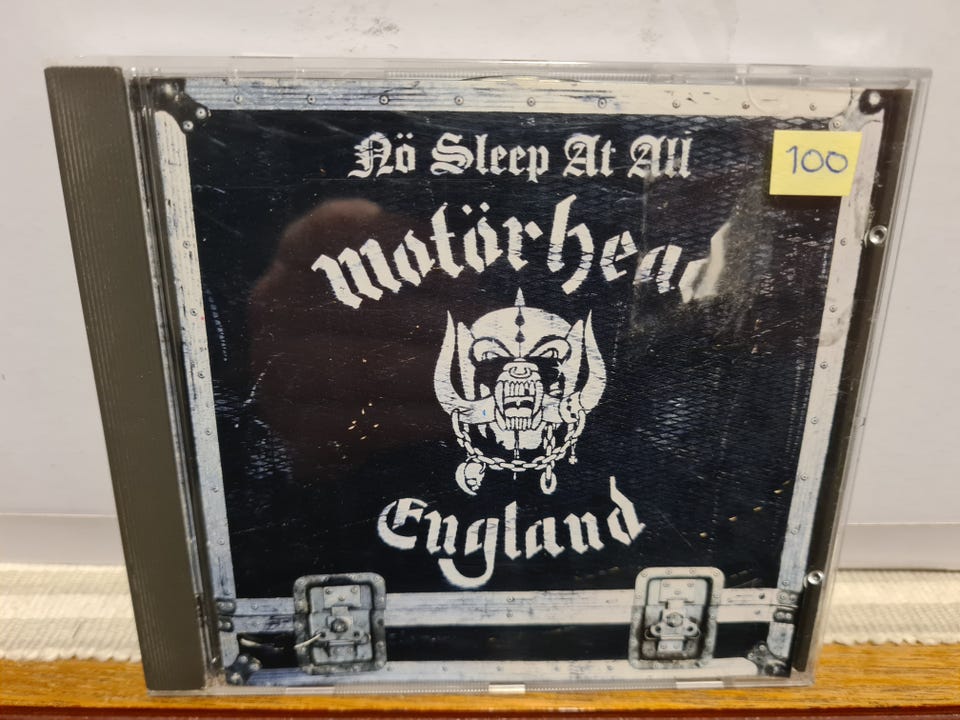 Nö Sleep At All
100
Motörhead
England